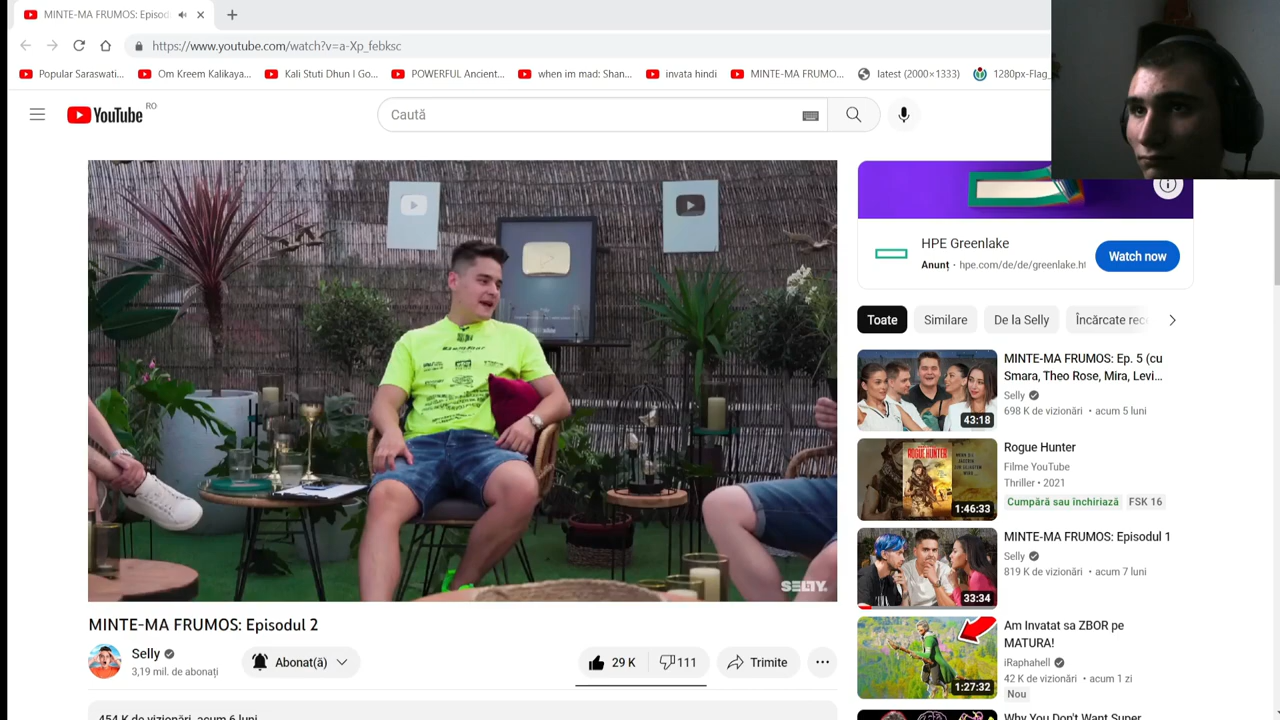 MINTE-MA FRUMOS: Episod
https://www.youtube.com/watch?v=a-Xp_febksc
Popular Saraswati...
Om Kreem Kalikaya...
Kali Stuti Dhun I Go...
POWERFUL Ancient...
when im mad: Shan...
invata hindi
MINTE-MA FRUMO...
latest (2000×1333)
1280px-Flag_
YouTube RO
Caută
SELLY
HPE Greenlake
Anunț · hpe.com/de/de/greenlake.ht
Watch now
Toate
Similare
De la Selly
Încărcate rec
MINTE-MA FRUMOS: Ep. 5 (cu
Smara, Theo Rose, Mira, Levi...
Selly
698 K de vizionări • acum 5 luni
43:18
Rogue Hunter
Filme YouTube
Thriller • 2021
Cumpără sau închiriază
FSK 16
ROGUE HUNTER
1:46:33
MINTE-MA FRUMOS: Episodul 1
Selly
819 K de vizionări • acum 7 luni
33:34
Am Invatat sa ZBOR pe
MATURA!
iRaphahell
42 K de vizionări • acum 1 zi
Nou
1:27:32
Why You Don't Want Super
MINTE-MA FRUMOS: Episodul 2
Selly
3,19 mil. de abonați
Abonat(ă)
29 K
111
Trimite
454 K de vizionări acum 6 luni